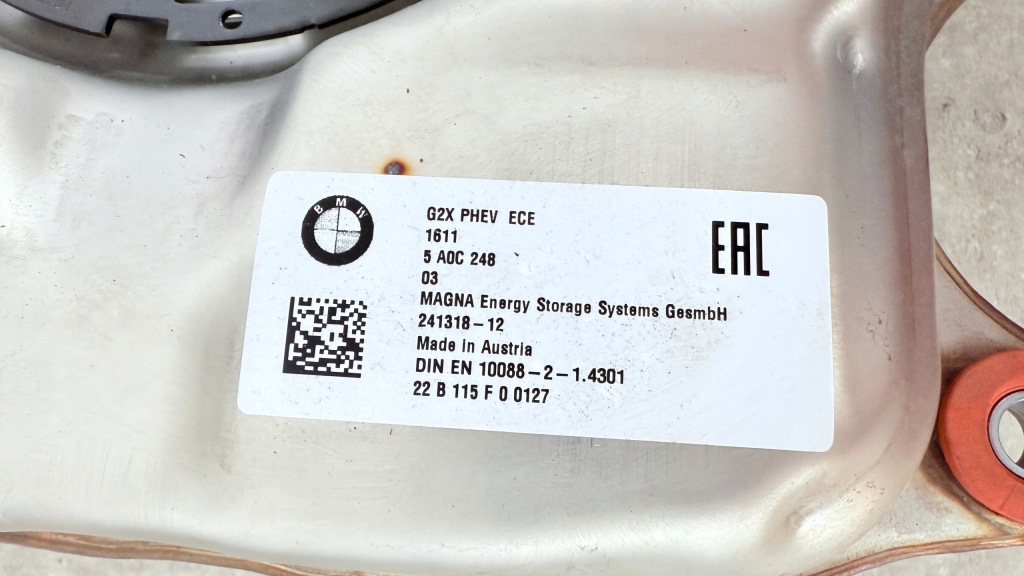 BMW
G2X PHEV ECE
1611
5 A0C 248
03
MAGNA Energy Storage Systems GesmbH
241318-12
Made in Austria
DIN EN 10088-2-1.4301
22 B 115 F 0 0127
EAC